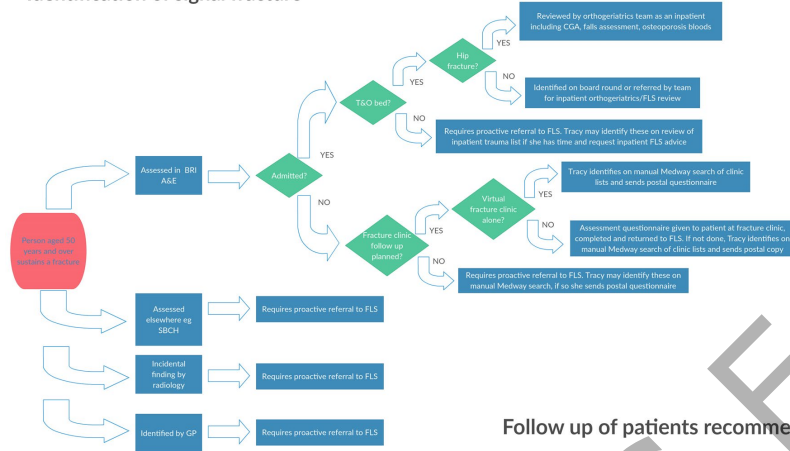 Identification of signal fracture
Reviewed by orthogeriatrics team as an inpatient
including CGA, falls assessment, osteoporosis bloods
YES
Hip
fracture?
YES
NO
Identified on board round or referred by team
for inpatient orthogeriatrics/FLS review
T&O bed?
NO
Requires proactive referral to FLS. Tracy may identify these on review of
inpatient trauma list if she has time and request inpatient FLS advice
YES
Assessed in BRI
A&E
Admitted?
NO
Tracy identifies on manual Medway search of clinic
lists and sends postal questionnaire
YES
Virtual
fracture clinic
alone?
YES
NO
Assessment questionnaire given to patient at fracture clinic,
completed and returned to FLS. If not done, Tracy identifies on
manual Medway search of clinic lists and sends postal copy
Fracture clinic
follow up
planned?
NO
Requires proactive referral to FLS. Tracy may identify these on
manual Medway search, if so she sends postal questionnaire
Person aged 50
years and over
sustains a fracture
Assessed
elsewhere eg
SBCH
Requires proactive referral to FLS
Incidental
finding by
radiology
Requires proactive referral to FLS
Identified by GP
Requires proactive referral to FLS
Follow up of patients recomme